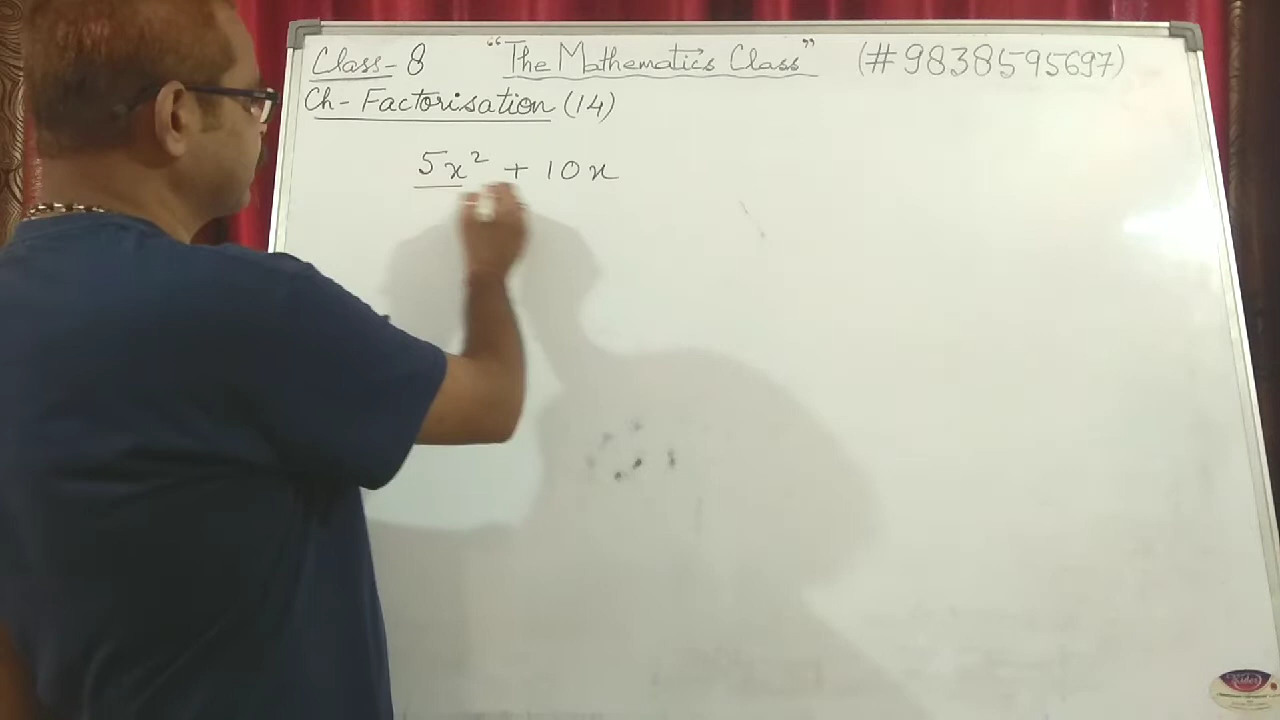 Class-8 "The Mathematics Class" (#9838595697)
Ch-Factorisation (14)
5x² + 10x